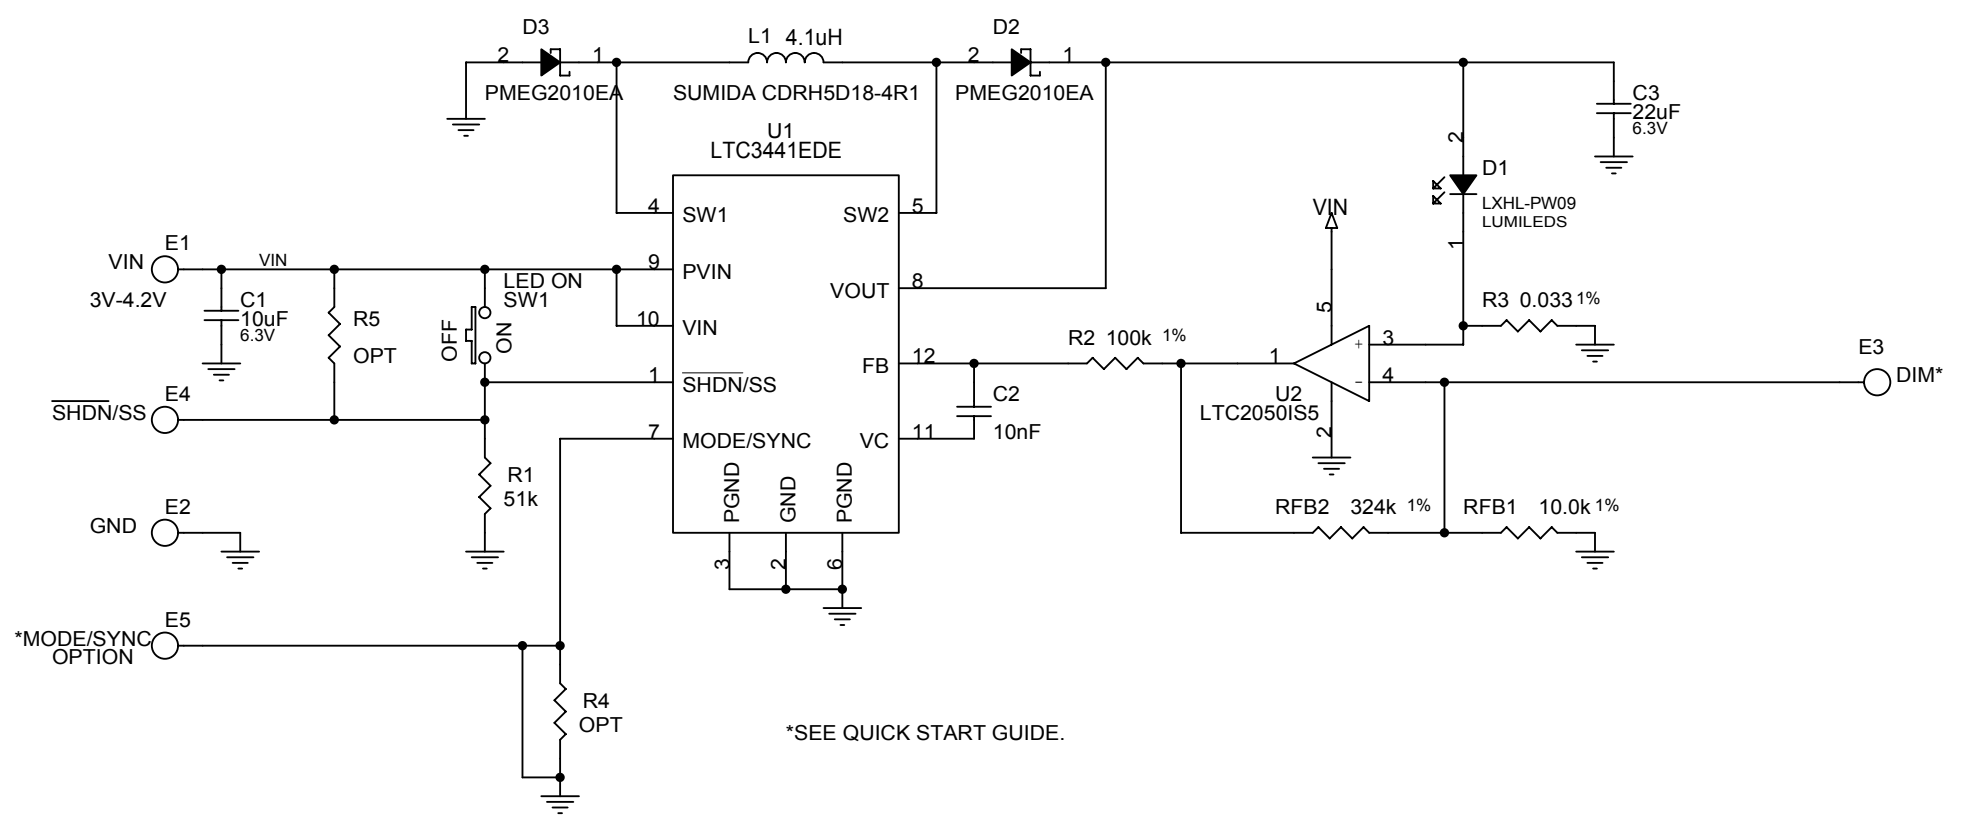 D3
2
1
PMEG2010EA
L1 4.1uH
SUMIDA CDRH5D18-4R1
D2
2
1
PMEG2010EA
C3
22uF
6.3V
U1
LTC3441EDE
2
D1
LXHL-PW09
LUMILEDS
1
4
SW1
SW2
5
VIN
E1
VIN
3V-4.2V
VIN
C1
10uF
6.3V
R5
OPT
LED ON
SW1
OFF
ON
9
PVIN
10
VIN
VOUT
8
5
R3 0.033 1%
R2 100k 1%
FB
12
1
+
3
-
4
U2
LTC2050IS5
2
E3
DIM*
1
SHDN/SS
E4
SHDN/SS
C2
10nF
7
MODE/SYNC
VC
11
R1
51k
PGND
GND
PGND
3
2
6
RFB2 324k 1%
RFB1 10.0k 1%
E2
GND
E5
*MODE/SYNC
OPTION
R4
OPT
*SEE QUICK START GUIDE.